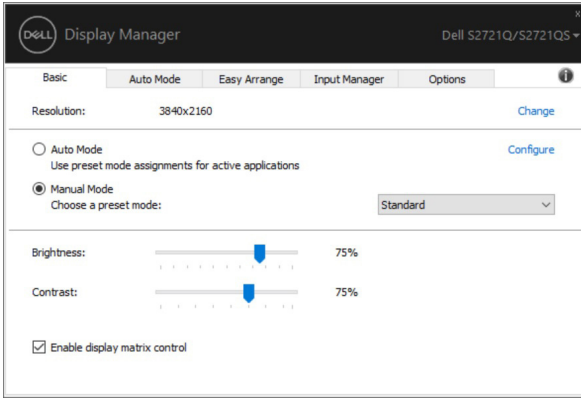 DELL Display Manager
Dell S2721Q/S2721QS
Basic Auto Mode Easy Arrange Input Manager Options
Resolution: 3840x2160 Change
Auto Mode Configure
Use preset mode assignments for active applications
Manual Mode
Choose a preset mode: Standard
Brightness: 75%
Contrast: 75%
Enable display matrix control